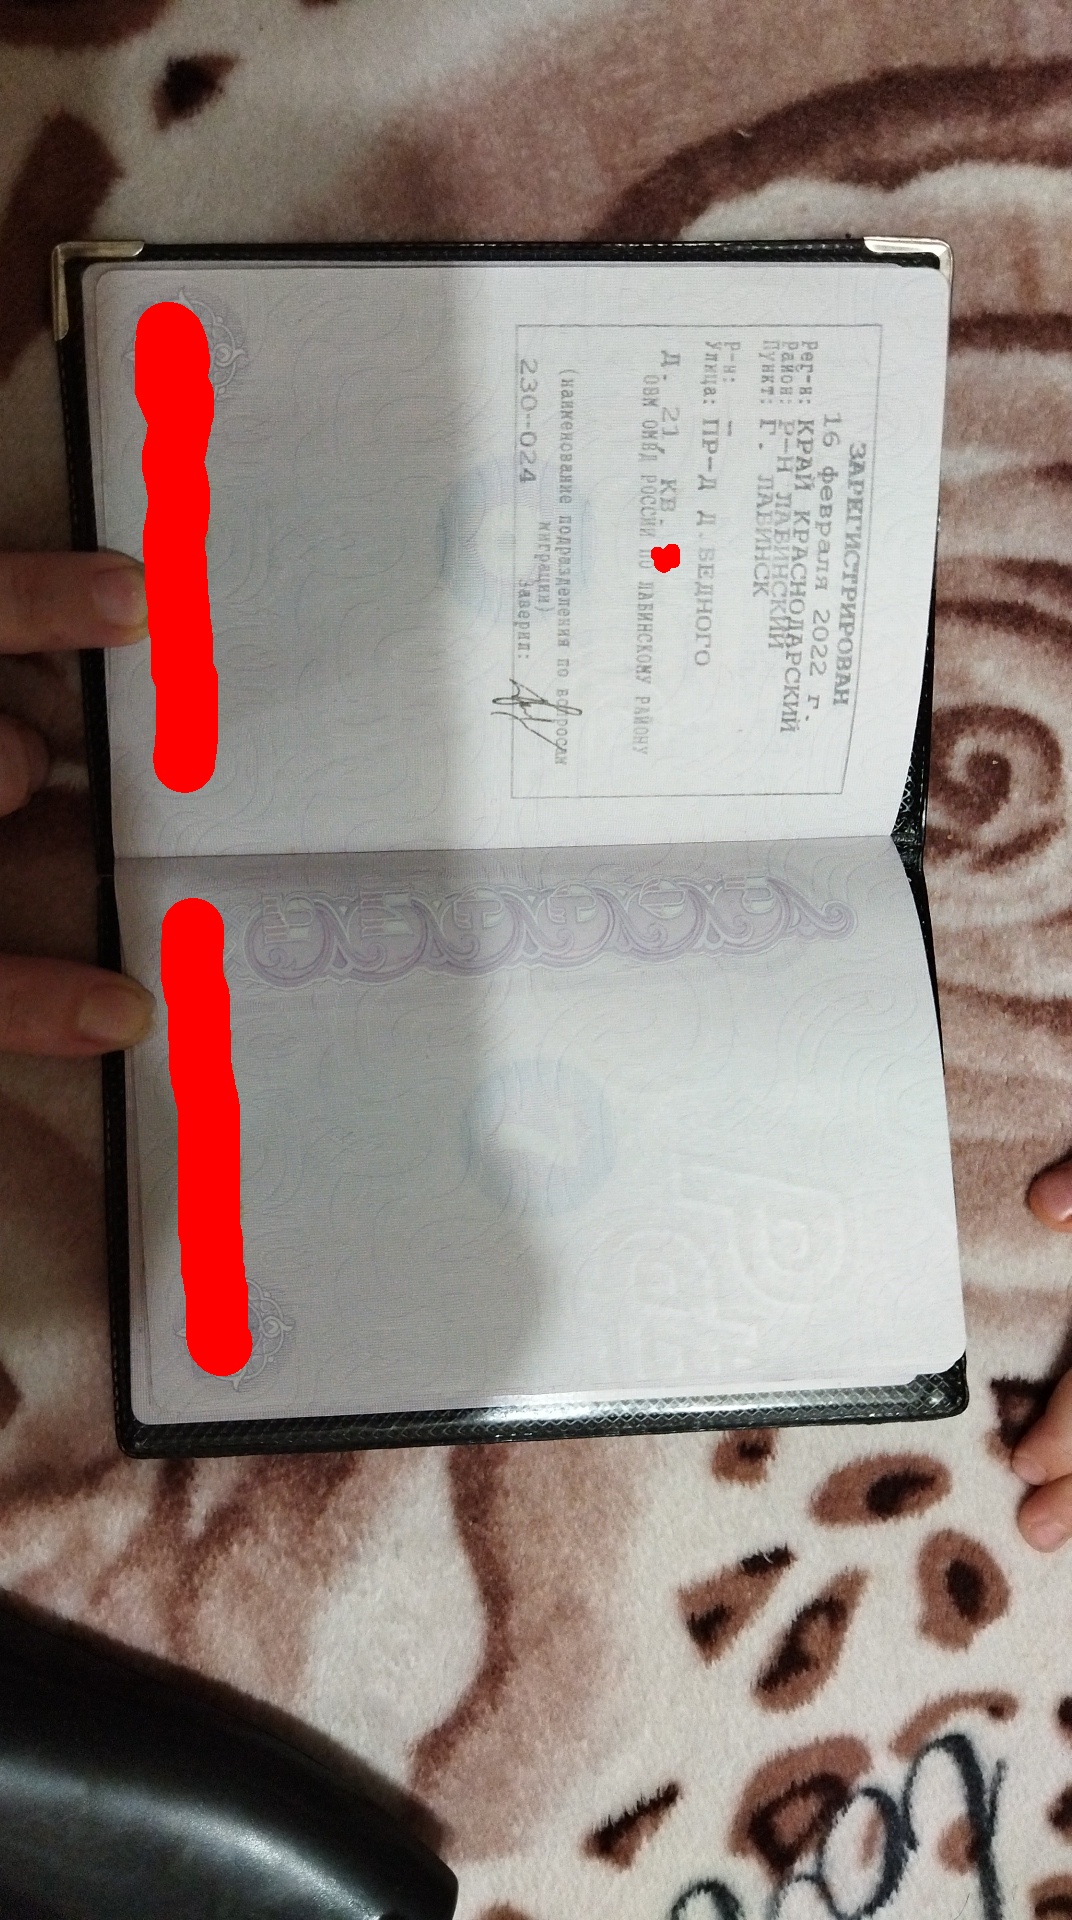 ЗАРЕГИСТРИРОВАН
16 февраля 2022 г.
Рег-н: КРАЙ КРАСНОДАРСКИЙ
Район: Р-Н ЛАБИНСКИЙ
Пункт: Г. ЛАБИНСК
Р-н: -
Улица: ПР-Д Д.БЕДНОГО
Д. 21, КВ.
ОВМ ОМВД РОССИИ ПО ЛАБИНСКОМУ РАЙОНУ
(наименование подразделения по вопросам
миграции)
230-024 Заверил: